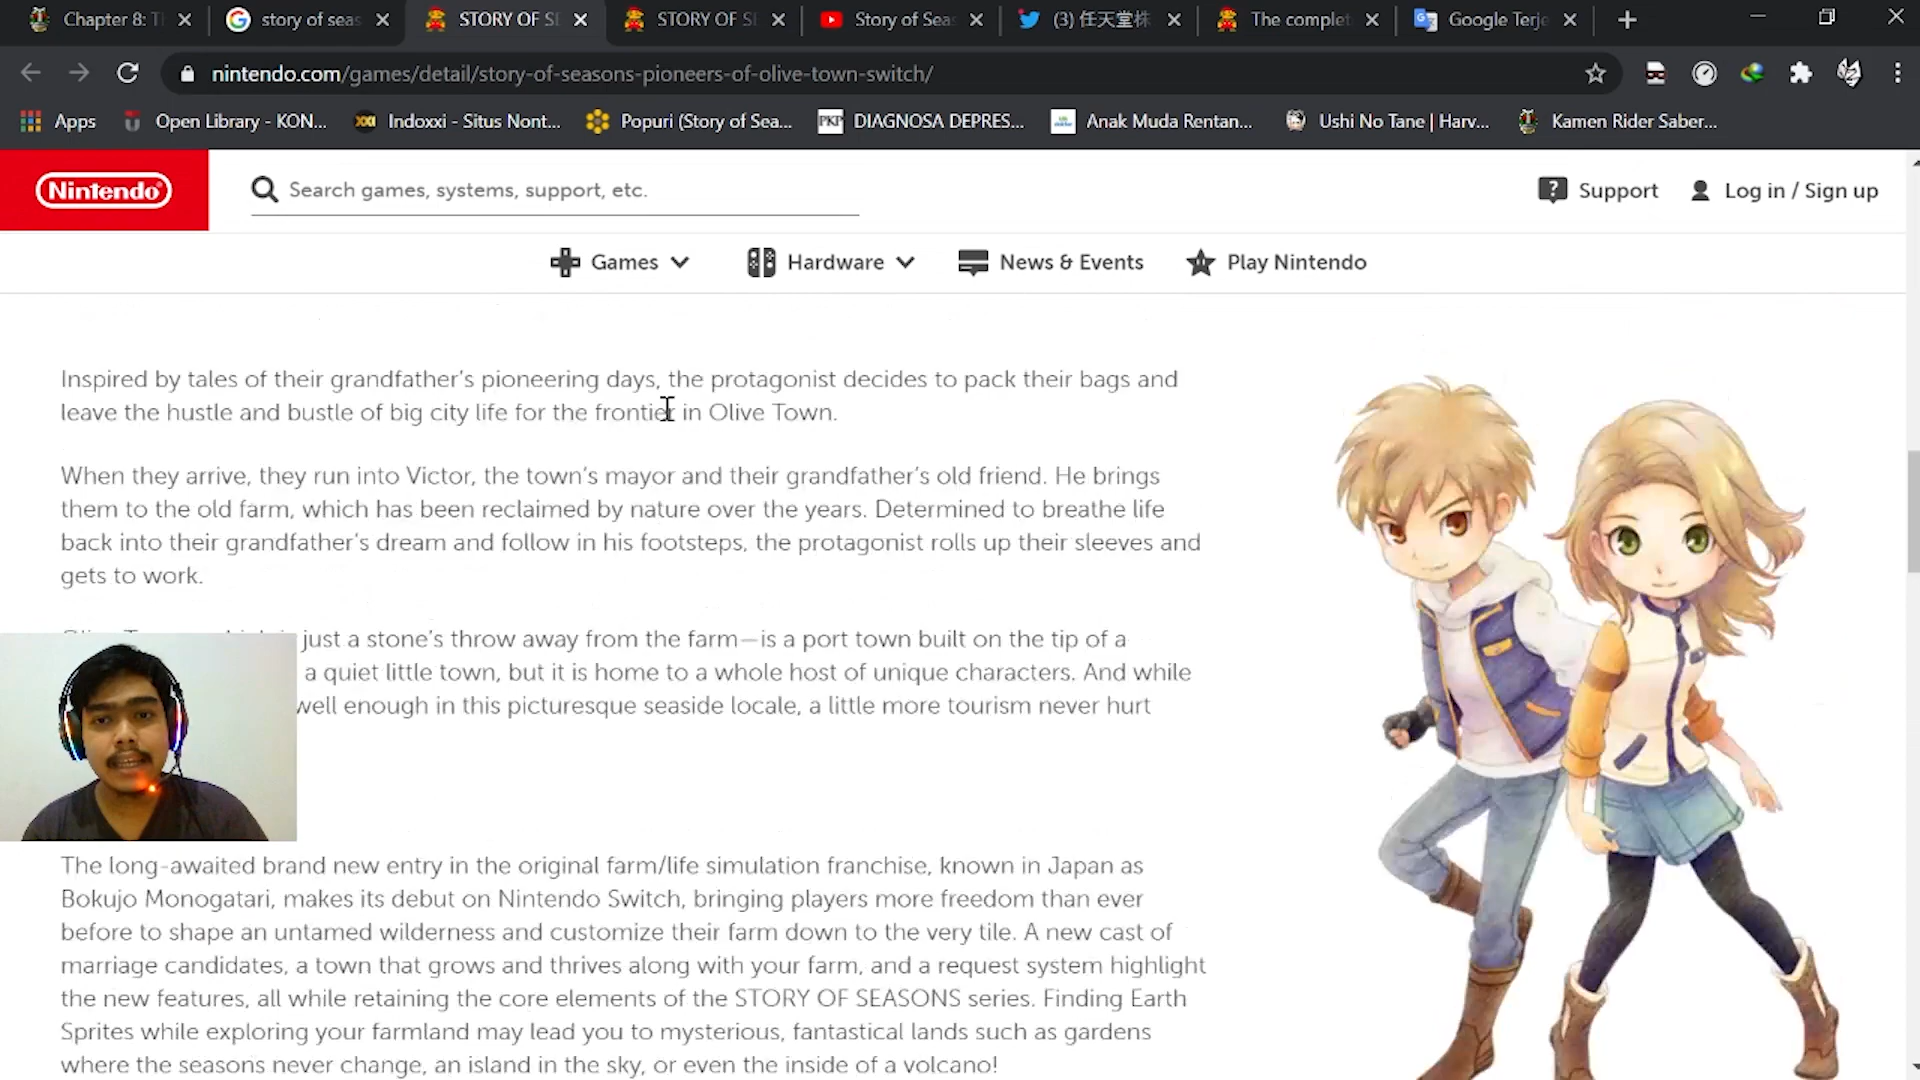 Chapter 8: T
story of seas
STORY OF S
STORY OF S
Story of Seas
(3) 任天堂株
The complet
Google Terje
nintendo.com/games/detail/story-of-seasons-pioneers-of-olive-town-switch/
Apps
Open Library - KON...
Indoxxi - Situs Nont...
Popuri (Story of Sea...
PKP
DIAGNOSA DEPRES...
Anak Muda Rentan...
Ushi No Tane | Harv...
Kamen Rider Saber...
Nintendo
Search games, systems, support, etc.
Support
Log in / Sign up
Games
Hardware
News & Events
Play Nintendo
Inspired by tales of their grandfather's pioneering days, the protagonist decides to pack their bags and
leave the hustle and bustle of big city life for the frontier in Olive Town.
When they arrive, they run into Victor, the town's mayor and their grandfather's old friend. He brings
them to the old farm, which has been reclaimed by nature over the years. Determined to breathe life
back into their grandfather's dream and follow in his footsteps, the protagonist rolls up their sleeves and
gets to work.
just a stone's throw away from the farm—is a port town built on the tip of a
a quiet little town, but it is home to a whole host of unique characters. And while
well enough in this picturesque seaside locale, a little more tourism never hurt
The long-awaited brand new entry in the original farm/life simulation franchise, known in Japan as
Bokujo Monogatari, makes its debut on Nintendo Switch, bringing players more freedom than ever
before to shape an untamed wilderness and customize their farm down to the very tile. A new cast of
marriage candidates, a town that grows and thrives along with your farm, and a request system highlight
the new features, all while retaining the core elements of the STORY OF SEASONS series. Finding Earth
Sprites while exploring your farmland may lead you to mysterious, fantastical lands such as gardens
where the seasons never change, an island in the sky, or even the inside of a volcano!